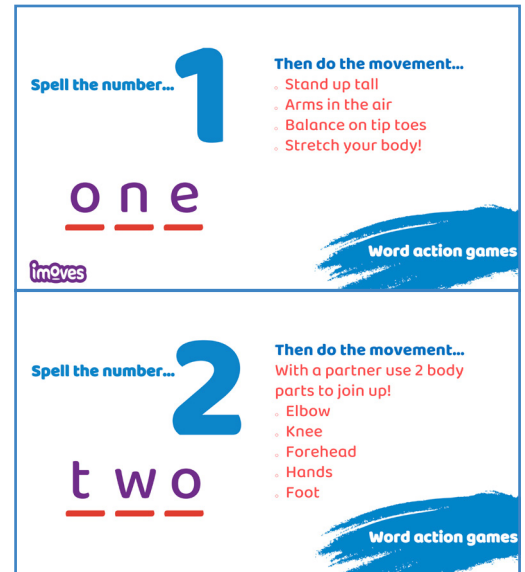 Spell the number... 1
Then do the movement...
Stand up tall
Arms in the air
Balance on tip toes
Stretch your body!
o n e
Word action games
imoves
Spell the number... 2
Then do the movement...
With a partner use 2 body
parts to join up!
Elbow
Knee
Forehead
Hands
Foot
t w o
Word action games